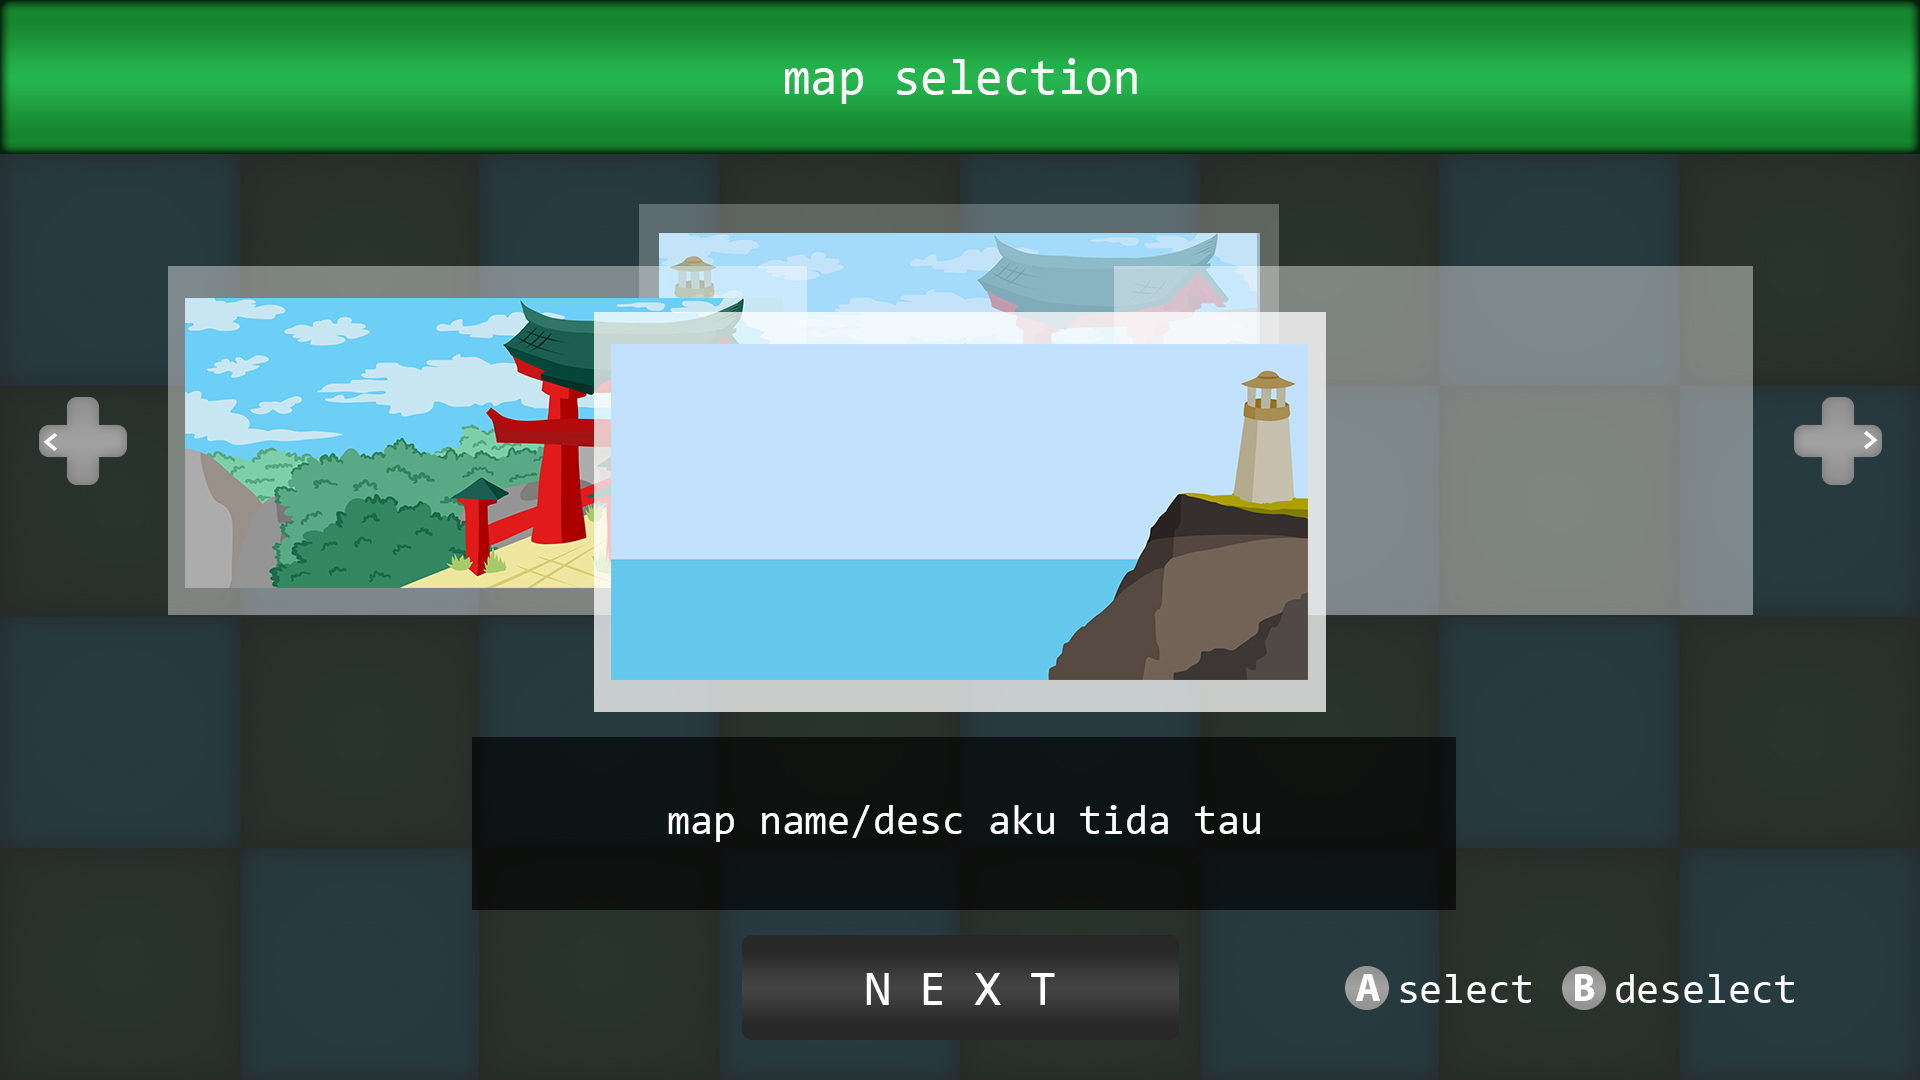 map selection
<
>
map name/desc aku tida tau
N E X T
A select B deselect